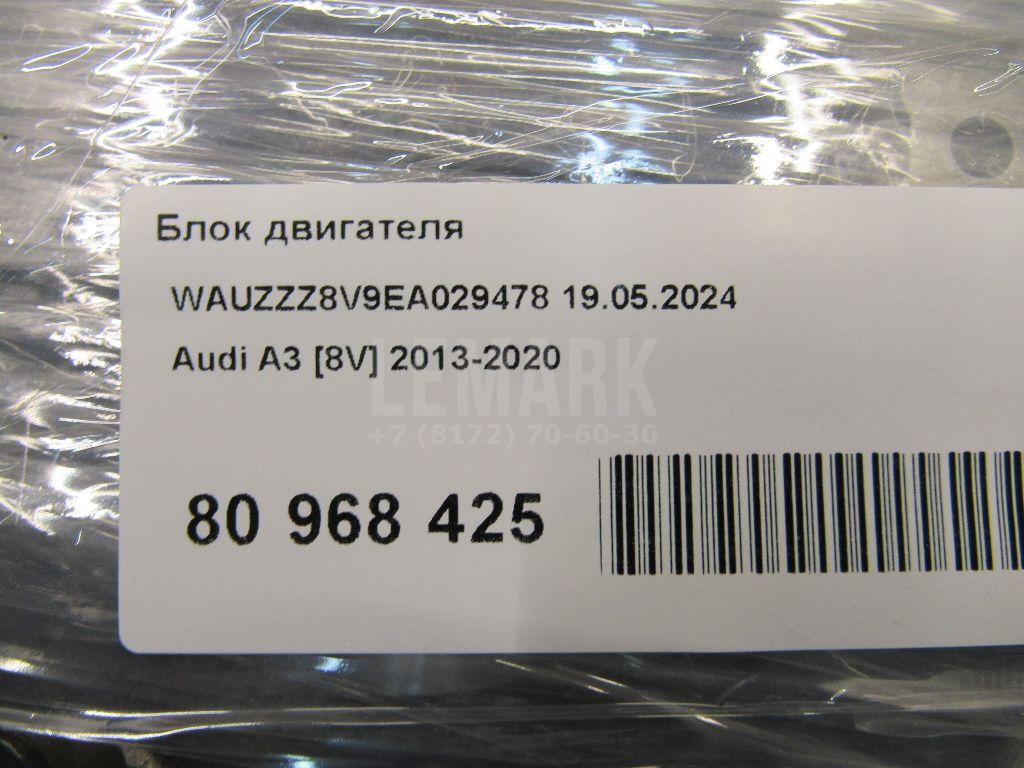 Блок двигателя
WAUZZZ8V9EA029478 19.05.2024
Audi A3 [8V] 2013-2020
LEMARK
+7 (8172) 70-60-30
80 968 425